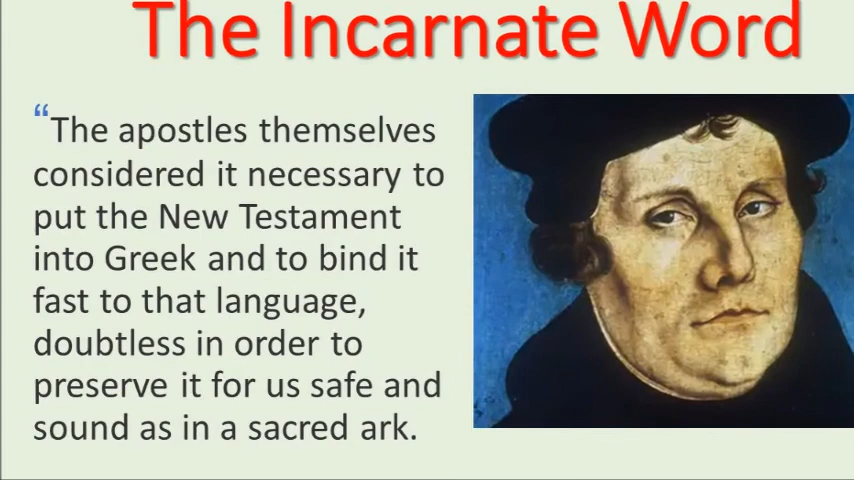 The Incarnate Word
“The apostles themselves
considered it necessary to
put the New Testament
into Greek and to bind it
fast to that language,
doubtless in order to
preserve it for us safe and
sound as in a sacred ark.